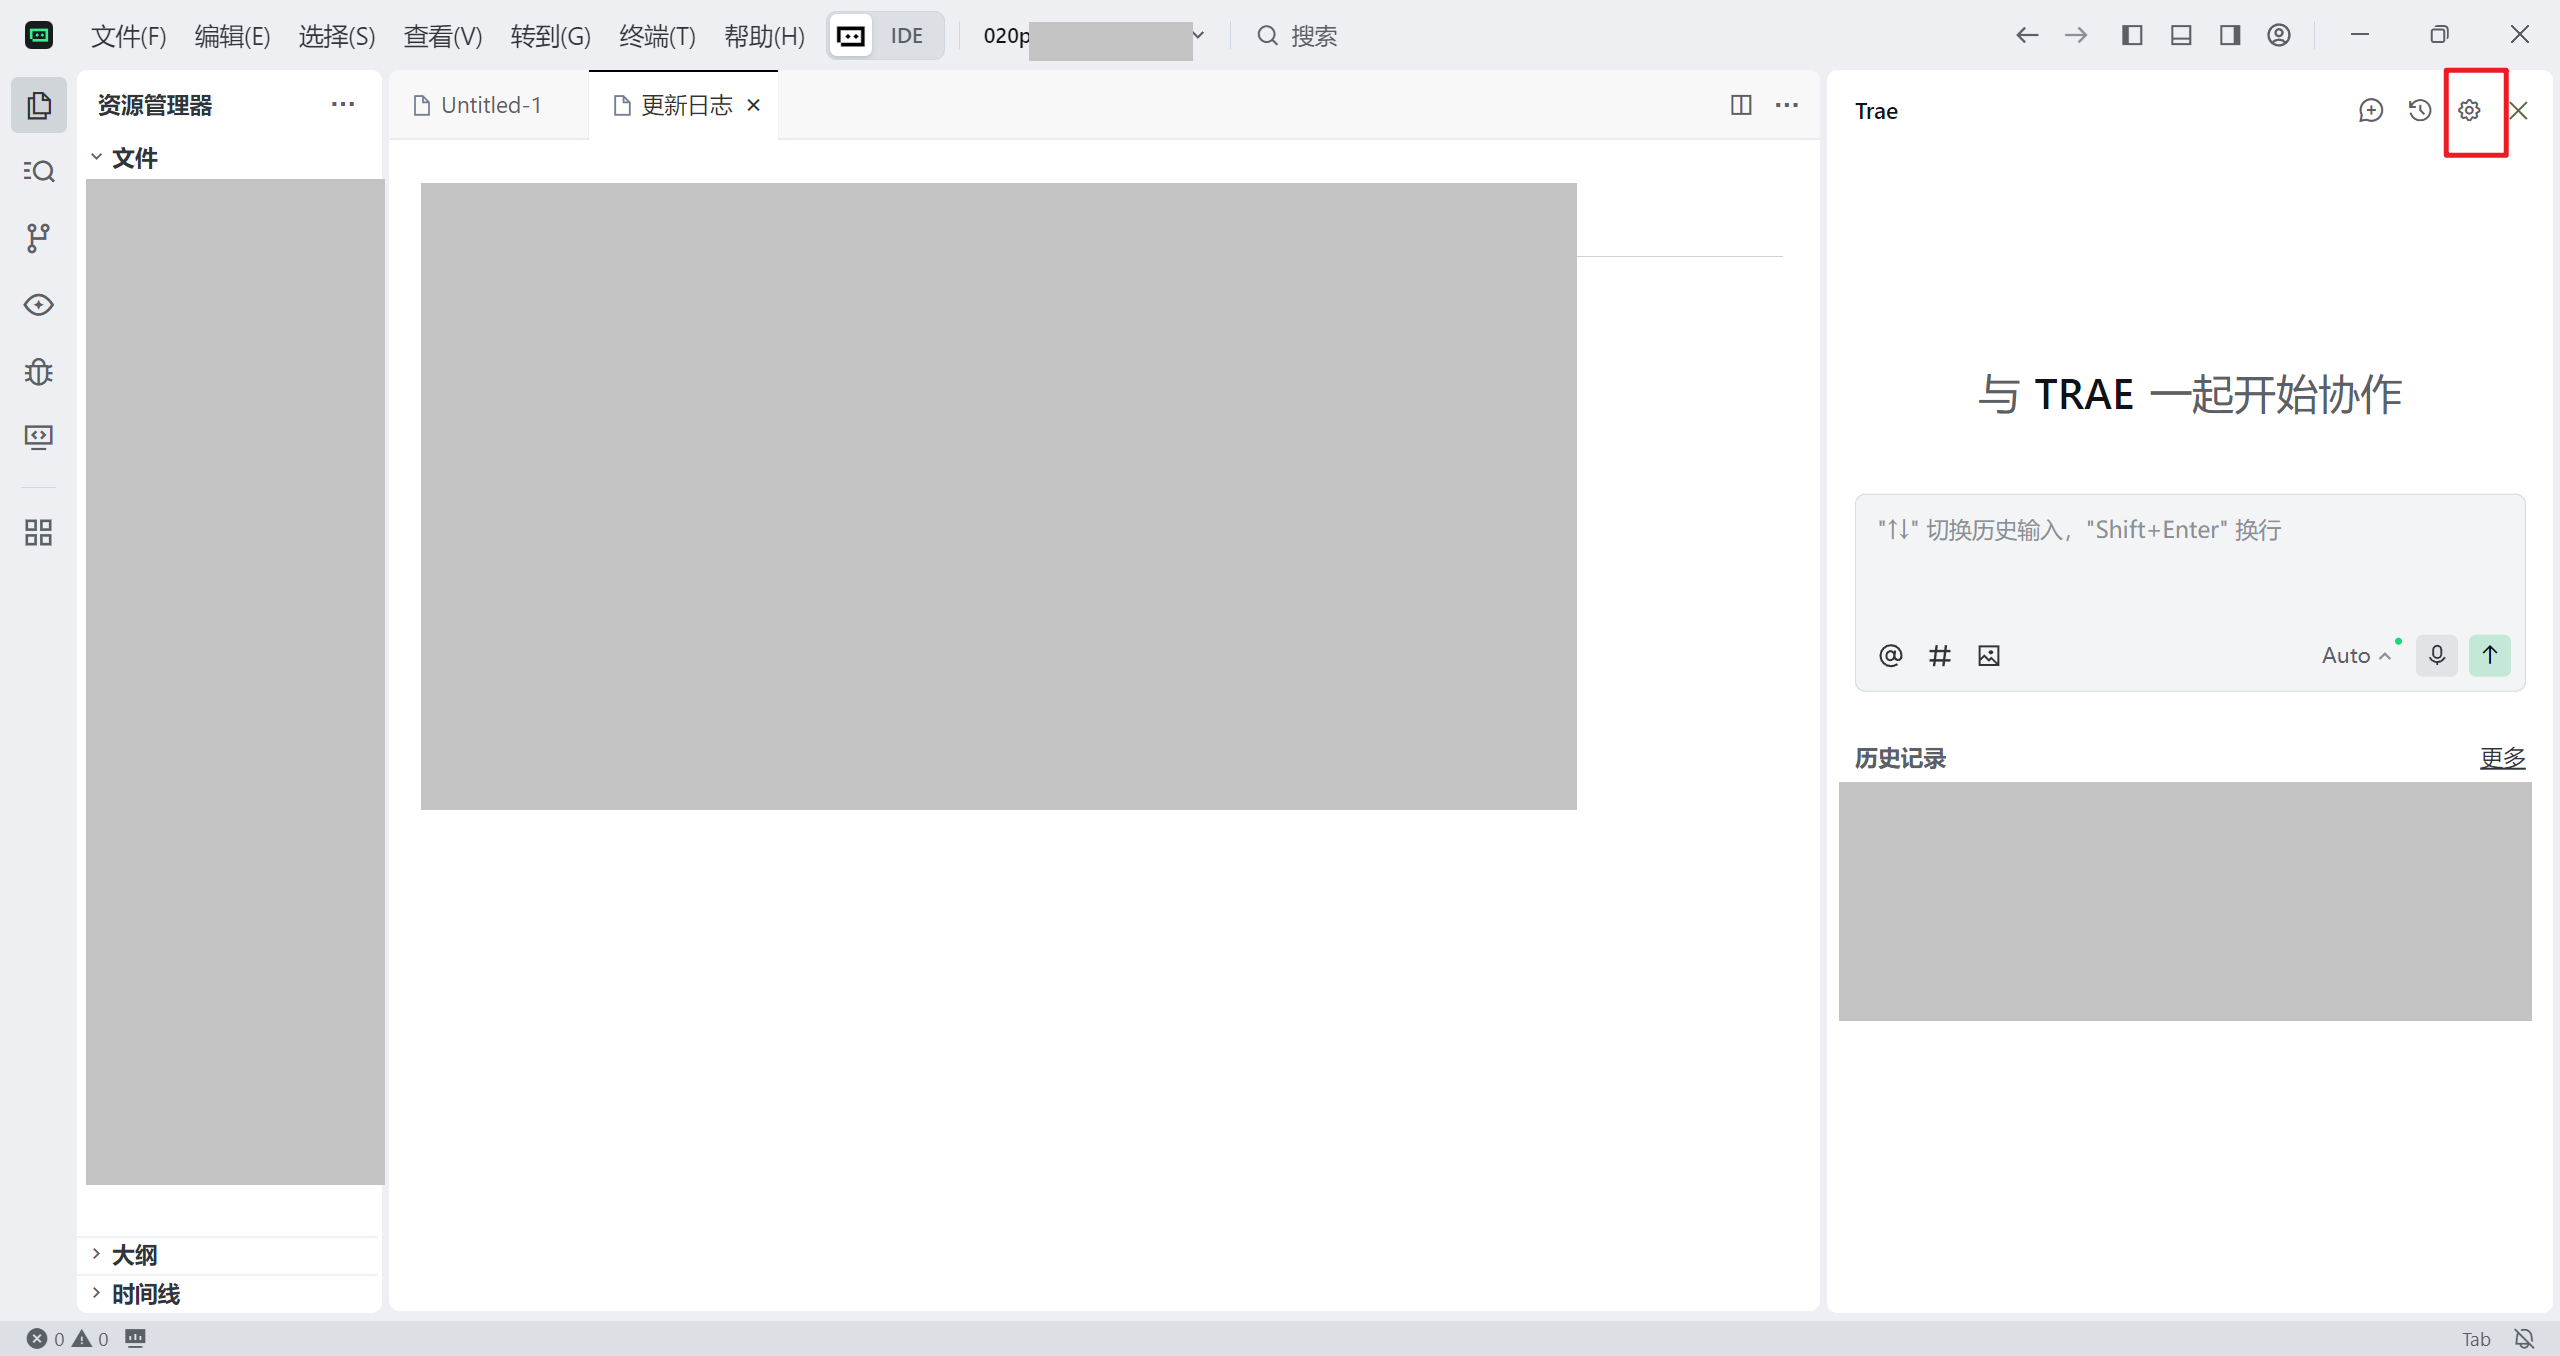 文件(F) 编辑(E) 选择(S) 查看(V) 转到(G) 终端(T) 帮助(H) IDE 020p 搜索
资源管理器
文件
大纲
时间线
Untitled-1 更新日志
Trae
与 TRAE 一起开始协作
"↑↓" 切换历史输入，"Shift+Enter" 换行
@ # Auto
历史记录 更多
0 0 Tab